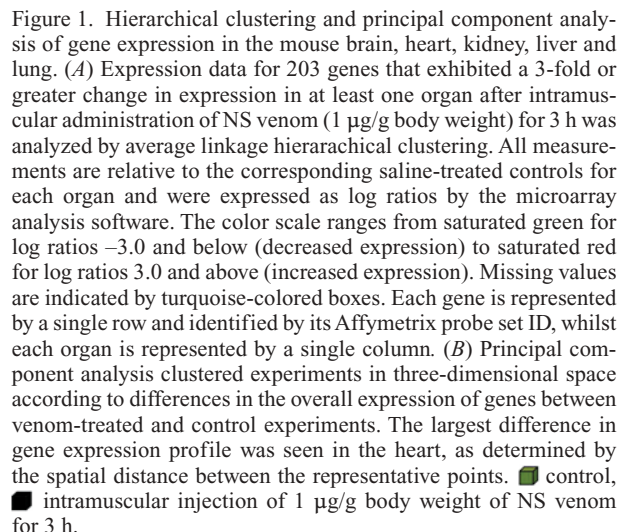 Figure 1. Hierarchical clustering and principal component analy-
sis of gene expression in the mouse brain, heart, kidney, liver and
lung. (A) Expression data for 203 genes that exhibited a 3-fold or
greater change in expression in at least one organ after intramus-
cular administration of NS venom (1 μg/g body weight) for 3 h was
analyzed by average linkage hierarachical clustering. All measure-
ments are relative to the corresponding saline-treated controls for
each organ and were expressed as log ratios by the microarray
analysis software. The color scale ranges from saturated green for
log ratios –3.0 and below (decreased expression) to saturated red
for log ratios 3.0 and above (increased expression). Missing values
are indicated by turquoise-colored boxes. Each gene is represented
by a single row and identified by its Affymetrix probe set ID, whilst
each organ is represented by a single column. (B) Principal com-
ponent analysis clustered experiments in three-dimensional space
according to differences in the overall expression of genes between
venom-treated and control experiments. The largest difference in
gene expression profile was seen in the heart, as determined by
the spatial distance between the representative points. control,
intramuscular injection of 1 μg/g body weight of NS venom
for 3 h.